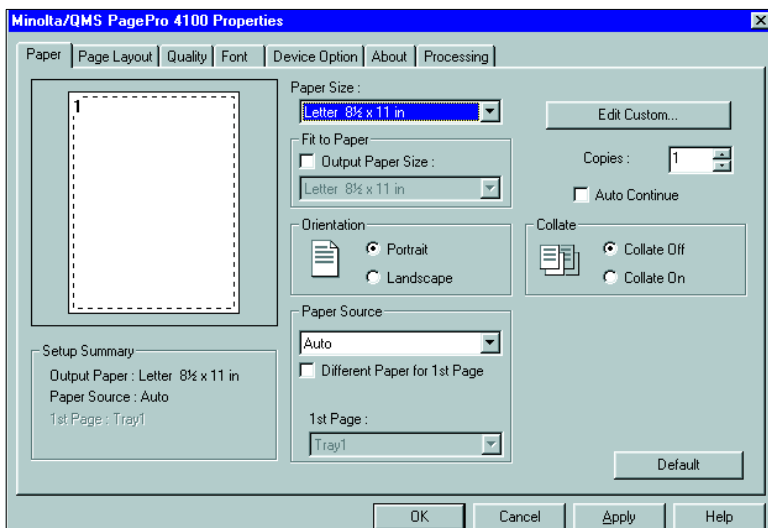 Minolta/QMS PagePro 4100 Properties
Paper
Page Layout
Quality
Font
Device Option
About
Processing
1
Setup Summary
Output Paper : Letter 8½ x 11 in
Paper Source : Auto
1st Page : Tray1
Paper Size :
Letter 8½ x 11 in
Fit to Paper
Output Paper Size :
Letter 8½ x 11 in
Orientation
Portrait
Landscape
Paper Source
Auto
Different Paper for 1st Page
1st Page :
Tray1
Edit Custom...
Copies : 1
Auto Continue
Collate
Collate Off
Collate On
Default
OK
Cancel
Apply
Help